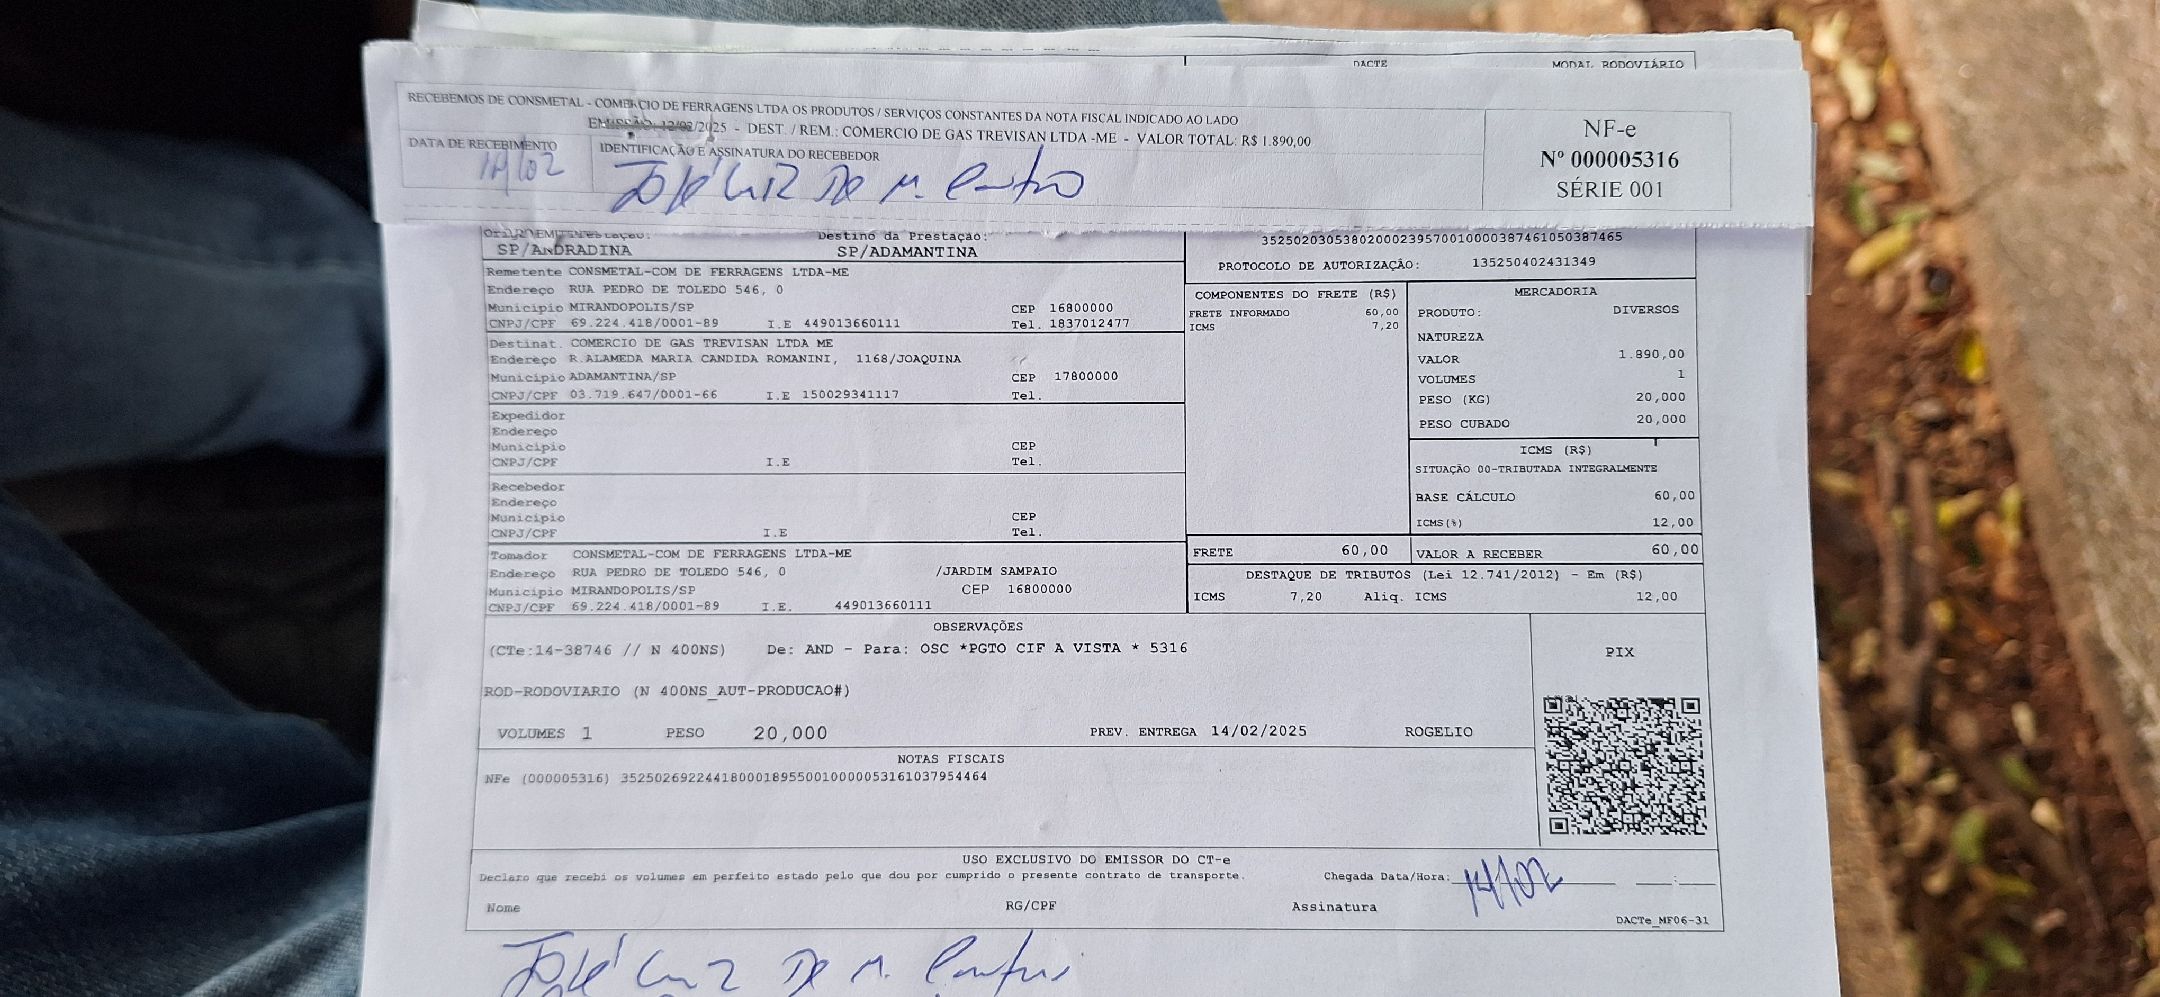 DACTE MODAL RODOVIÁRIO
RECEBEMOS DE CONSMETAL - COMERCIO DE FERRAGENS LTDA OS PRODUTOS / SERVIÇOS CONSTANTES DA NOTA FISCAL INDICADO AO LADO
EMISSÃO: 12/02/2025 - DEST. / REM.: COMERCIO DE GAS TREVISAN LTDA -ME - VALOR TOTAL: R$ 1.890,00
DATA DE RECEBIMENTO
14/02
IDENTIFICAÇÃO E ASSINATURA DO RECEBEDOR
José Luiz De M.
NF-e
Nº 000005316
SÉRIE 001
Destino da Prestação:
SP/ANDRADINA SP/ADAMANTINA
35250203053802000239570010000387461050387465
PROTOCOLO DE AUTORIZAÇÃO: 135250402431349
Remetente CONSMETAL-COM DE FERRAGENS LTDA-ME
Endereço RUA PEDRO DE TOLEDO 546, 0
Municipio MIRANDOPOLIS/SP CEP 16800000
CNPJ/CPF 69.224.418/0001-89 I.E 449013660111 Tel. 1837012477
Destinat. COMERCIO DE GAS TREVISAN LTDA ME
Endereço R.ALAMEDA MARIA CANDIDA ROMANINI, 1168/JOAQUINA
Municipio ADAMANTINA/SP CEP 17800000
CNPJ/CPF 03.719.647/0001-66 I.E 150029341117 Tel.
Expedidor
Endereço
Municipio CEP
CNPJ/CPF I.E Tel.
Recebedor
Endereço
Municipio CEP
CNPJ/CPF I.E Tel.
Tomador CONSMETAL-COM DE FERRAGENS LTDA-ME
Endereço RUA PEDRO DE TOLEDO 546, 0 /JARDIM SAMPAIO
Municipio MIRANDOPOLIS/SP CEP 16800000
CNPJ/CPF 69.224.418/0001-89 I.E. 449013660111
COMPONENTES DO FRETE (R$)
FRETE INFORMADO 60,00
ICMS 7,20
MERCADORIA
PRODUTO: DIVERSOS
NATUREZA
VALOR 1.890,00
VOLUMES 1
PESO (KG) 20,000
PESO CUBADO 20,000
ICMS (R$)
SITUAÇÃO 00-TRIBUTADA INTEGRALMENTE
BASE CÁLCULO 60,00
ICMS(%) 12,00
FRETE 60,00 VALOR A RECEBER 60,00
DESTAQUE DE TRIBUTOS (Lei 12.741/2012) - Em (R$)
ICMS 7,20 Aliq. ICMS 12,00
OBSERVAÇÕES
(CTe:14-38746 // N 400NS) De: AND - Para: OSC *PGTO CIF A VISTA * 5316
ROD-RODOVIARIO (N 400NS_AUT-PRODUCAO#)
VOLUMES 1 PESO 20,000 PREV. ENTREGA 14/02/2025 ROGELIO
PIX
NOTAS FISCAIS
NFe (000005316) 35250269224418000189550010000053161037954464
USO EXCLUSIVO DO EMISSOR DO CT-e
Declaro que recebi os volumes em perfeito estado pelo que dou por cumprido o presente contrato de transporte. Chegada Data/Hora: 14/02
Nome RG/CPF Assinatura
DACTe_MF06-31
José Luiz De M.